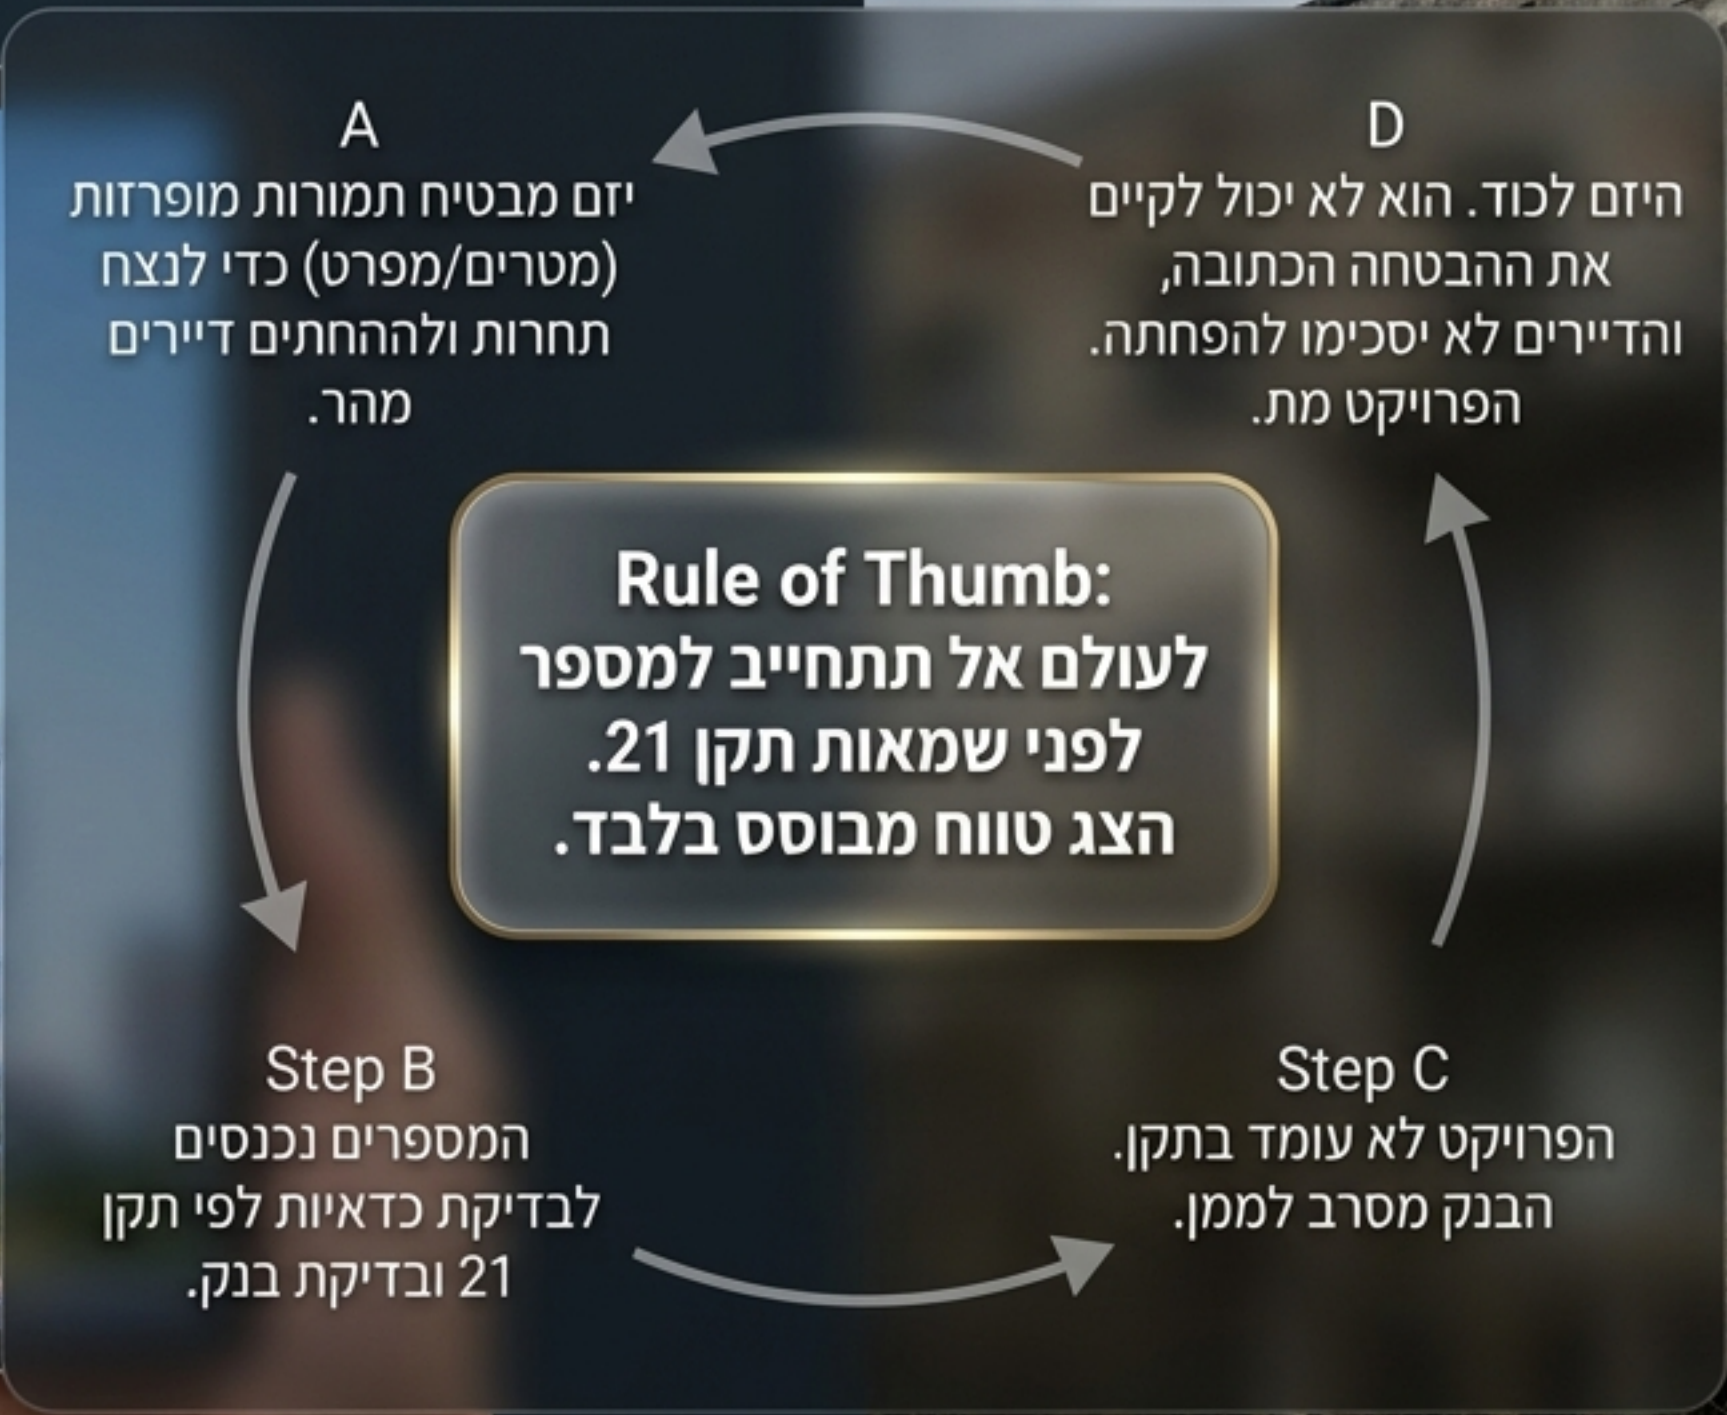 A
יזם מבטיח תמורות מופרזות
(מטרים/מפרט) כדי לנצח
תחרות ולההחתים דיירים
מהר.
Step B
המספרים נכנסים
לבדיקת כדאיות לפי תקן
21 ובדיקת בנק.
Step C
הפרויקט לא עומד בתקן.
הבנק מסרב לממן.
D
היזם לכוד. הוא לא יכול לקיים
את ההבטחה הכתובה,
והדיירים לא יסכימו להפחתה.
הפרויקט מת.
Rule of Thumb:
לעולם אל תתחייב למספר
לפני שמאות תקן 21.
הצג טווח מבוסס בלבד.